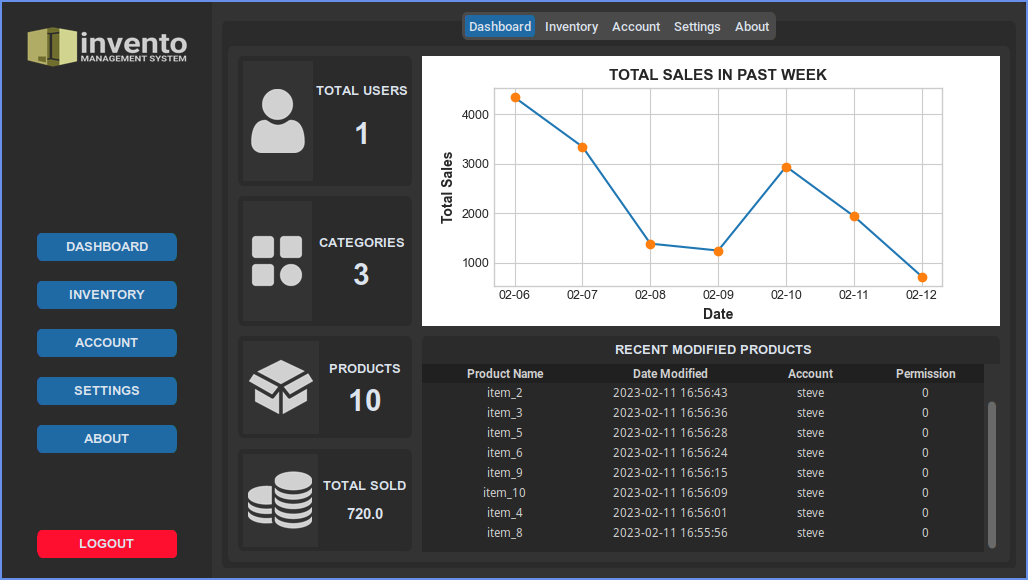 invento
MANAGEMENT SYSTEM
DASHBOARD
INVENTORY
ACCOUNT
SETTINGS
ABOUT
LOGOUT
Dashboard Inventory Account Settings About
TOTAL USERS
1
CATEGORIES
3
PRODUCTS
10
TOTAL SOLD
720.0
TOTAL SALES IN PAST WEEK
Total Sales
4000
3000
2000
1000
02-06 02-07 02-08 02-09 02-10 02-11 02-12
Date
RECENT MODIFIED PRODUCTS
Product Name Date Modified Account Permission
item_2 2023-02-11 16:56:43 steve 0
item_3 2023-02-11 16:56:36 steve 0
item_5 2023-02-11 16:56:28 steve 0
item_6 2023-02-11 16:56:24 steve 0
item_9 2023-02-11 16:56:15 steve 0
item_10 2023-02-11 16:56:09 steve 0
item_4 2023-02-11 16:56:01 steve 0
item_8 2023-02-11 16:55:56 steve 0